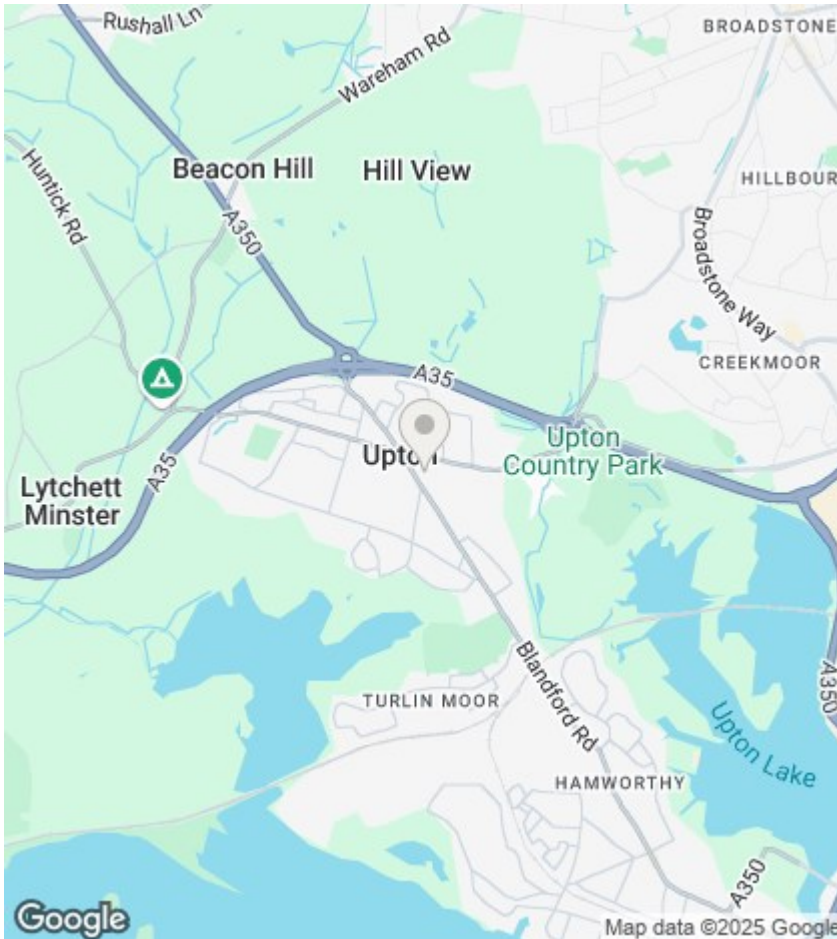 Rushall Ln
BROADSTONE
Wareham Rd
Beacon Hill
Hill View
HILLBOUR
Huntick Rd
A350
Broadstone Way
CREEKMOOR
A35
Upton
Upton
Country Park
Lytchett
Minster
A35
Blandford Rd
TURLIN MOOR
A350
Upton Lake
HAMWORTHY
A350
Google
Map data ©2025 Google